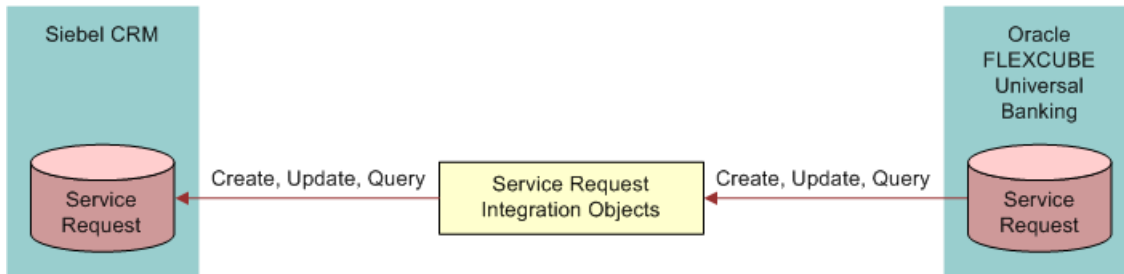 Siebel CRM
Oracle
FLEXCUBE
Universal
Banking
Create, Update, Query
Service Request
Integration Objects
Create, Update, Query
Service
Request
Service
Request